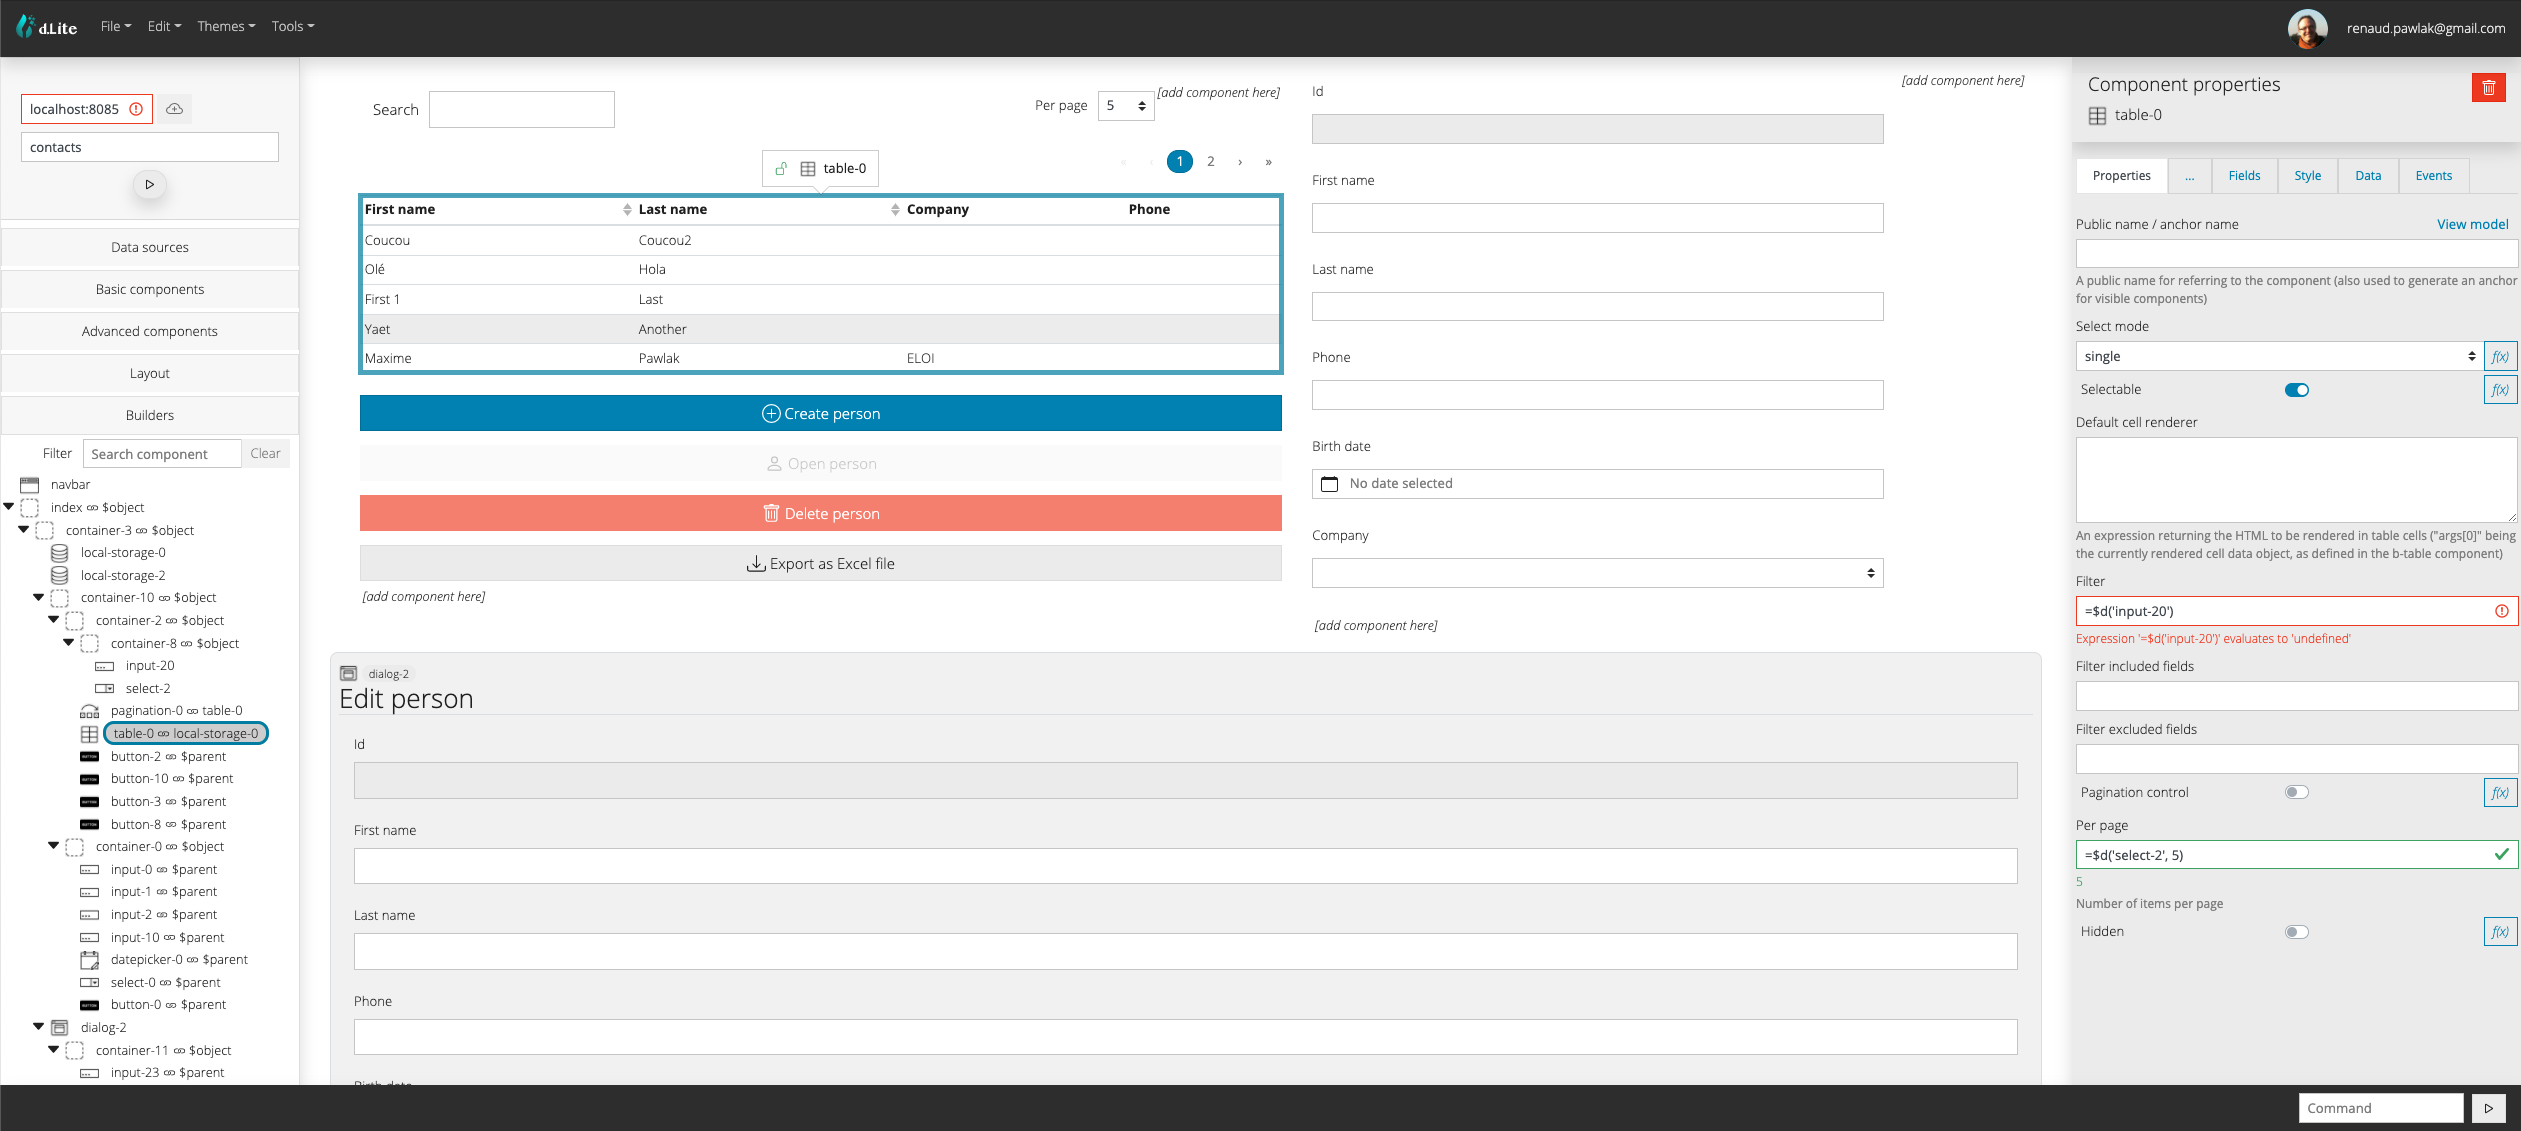 d.Lite
File
Edit
Themes
Tools
renaud.pawlak@gmail.com
localhost:8085
contacts
Data sources
Basic components
Advanced components
Layout
Builders
Filter
Search component
Clear
navbar
index $object
container-3 $object
local-storage-0
local-storage-2
container-10 $object
container-2 $object
container-8 $object
input-20
select-2
pagination-0 table-0
table-0 local-storage-0
button-2 $parent
button-10 $parent
button-3 $parent
button-8 $parent
container-0 $object
input-0 $parent
input-1 $parent
input-2 $parent
input-10 $parent
datepicker-0 $parent
select-0 $parent
button-0 $parent
dialog-2
container-11 $object
input-23 $parent
Search
Per page 5
[add component here]
« ‹ 1 2 › »
table-0
First name Last name Company Phone
Coucou Coucou2
Olé Hola
First 1 Last
Yaet Another
Maxime Pawlak ELOI
Create person
Open person
Delete person
Export as Excel file
[add component here]
[add component here]
Id
First name
Last name
Phone
Birth date
No date selected
Company
[add component here]
dialog-2
Edit person
Id
First name
Last name
Phone
Birth date
Component properties
table-0
Properties
...
Fields
Style
Data
Events
Public name / anchor name
View model
A public name for referring to the component (also used to generate an anchor
for visible components)
Select mode
single
f(x)
Selectable
f(x)
Default cell renderer
An expression returning the HTML to be rendered in table cells ("args[0]" being
the currently rendered cell data object, as defined in the b-table component)
Filter
=$d('input-20')
Expression '=$d('input-20')' evaluates to 'undefined'
Filter included fields
Filter excluded fields
Pagination control
f(x)
Per page
=$d('select-2', 5)
5
Number of items per page
Hidden
f(x)
Command